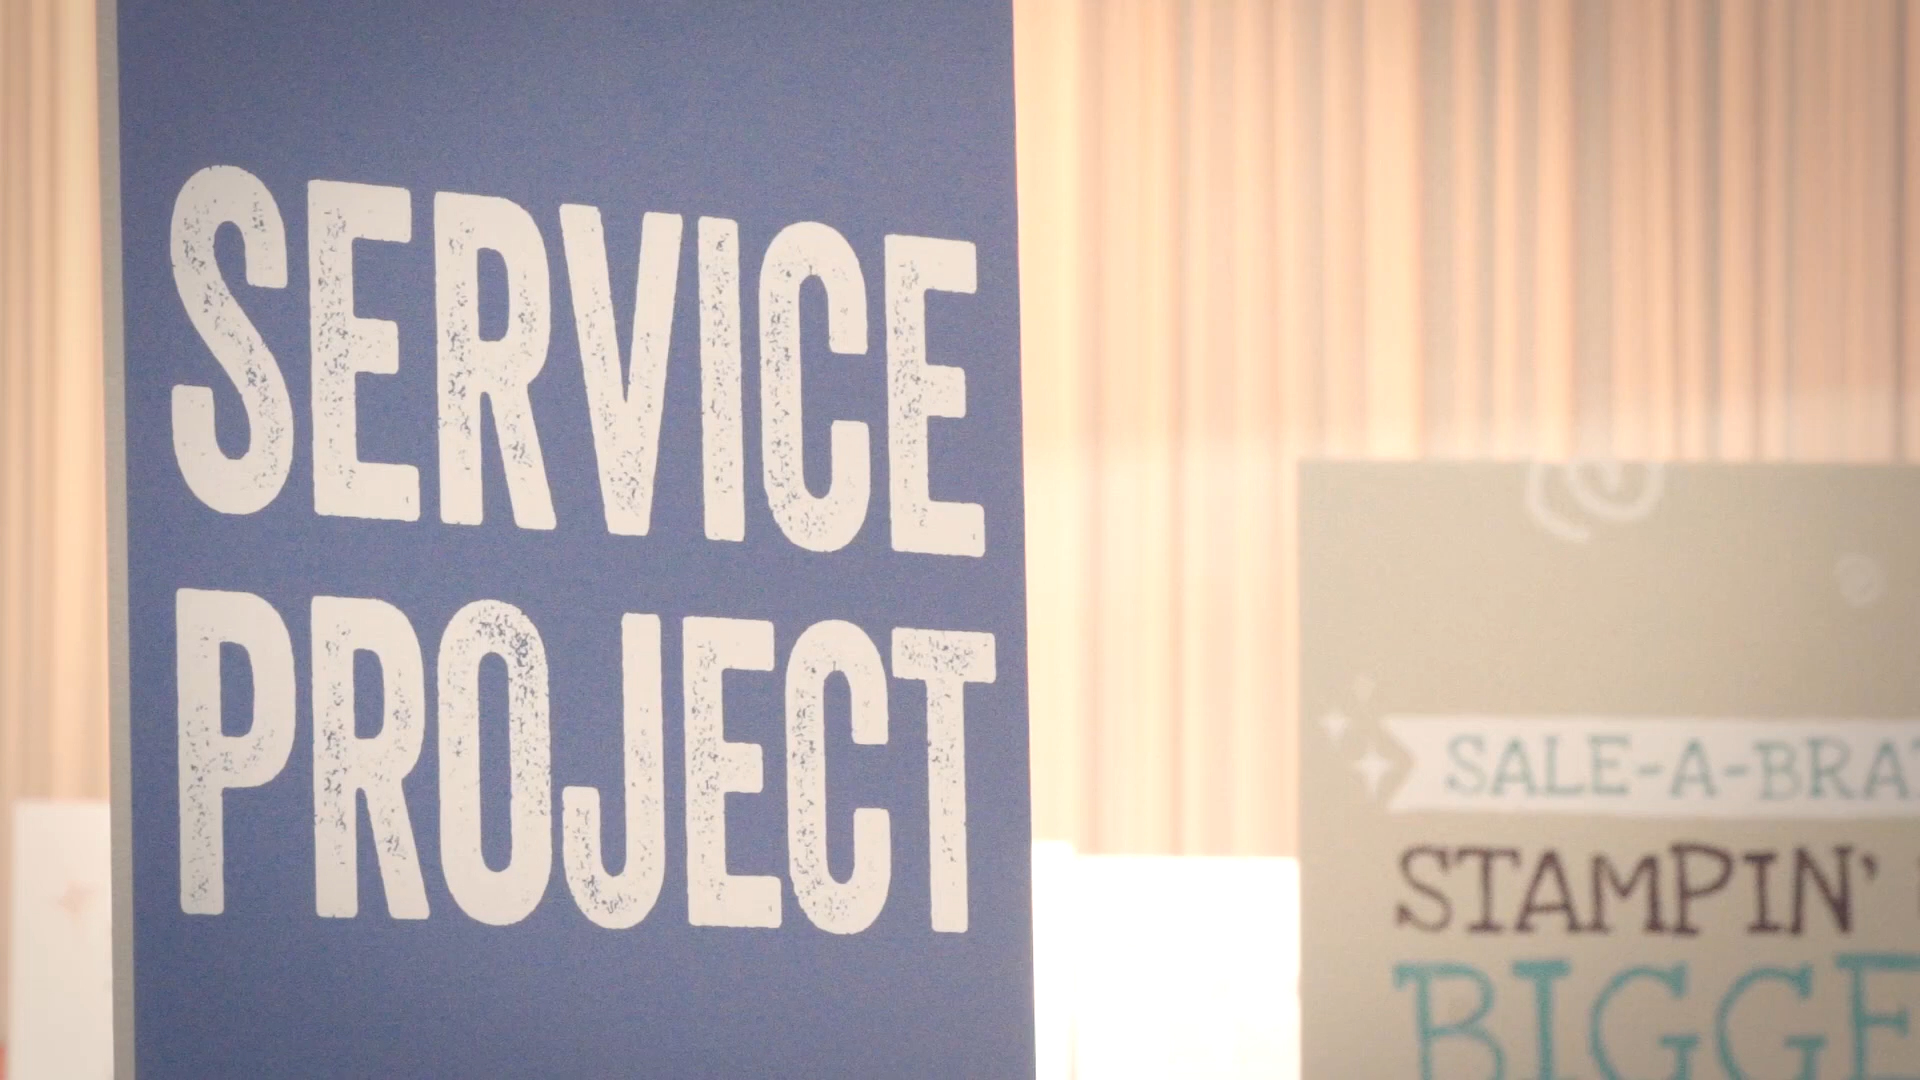 SERVICE
PROJECT
SALE-A-BRAT
STAMPIN'
BIGGE